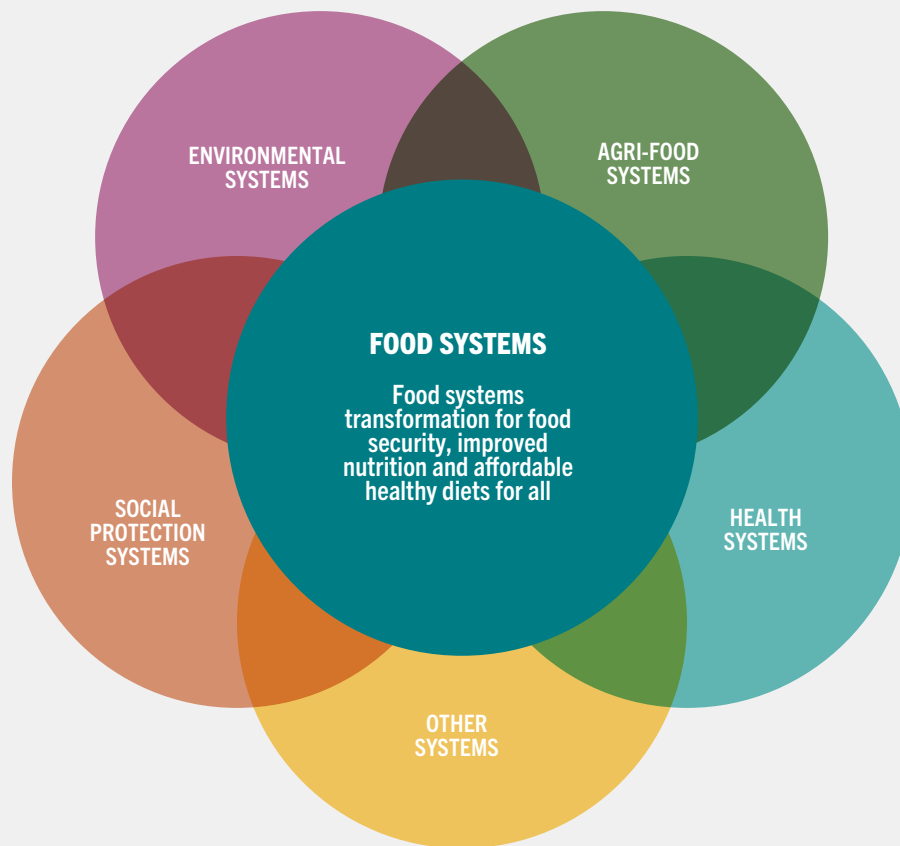 ENVIRONMENTAL
SYSTEMS
AGRI-FOOD
SYSTEMS
FOOD SYSTEMS
Food systems
transformation for food
security, improved
nutrition and affordable
healthy diets for all
SOCIAL
PROTECTION
SYSTEMS
HEALTH
SYSTEMS
OTHER
SYSTEMS